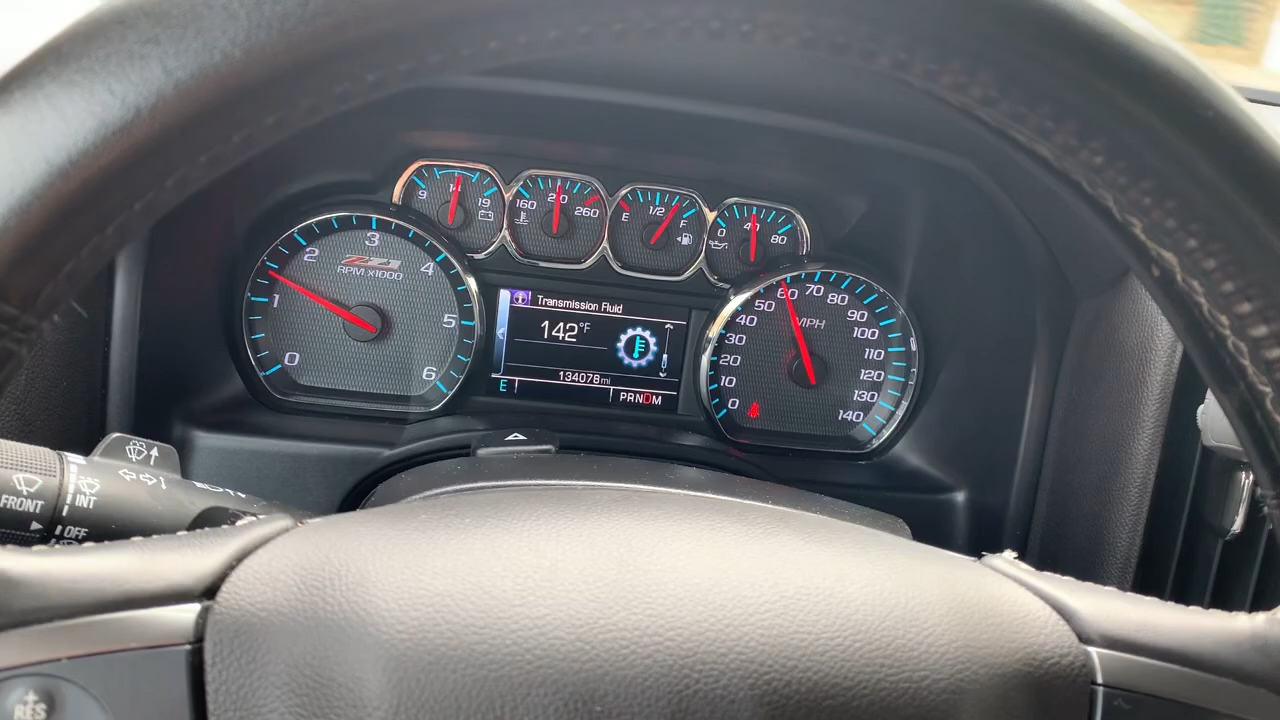 9 14 19
160 210 260
E 1/2 F
0 40 80
0 1 2 3 4 5 6
Z71
RPM x1000
Transmission Fluid
142°F
134078 mi
E
PRNDM
0 10 20 30 40 50 60 70 80 90 100 110 120 130 140
MPH
FRONT
INT
OFF
RES